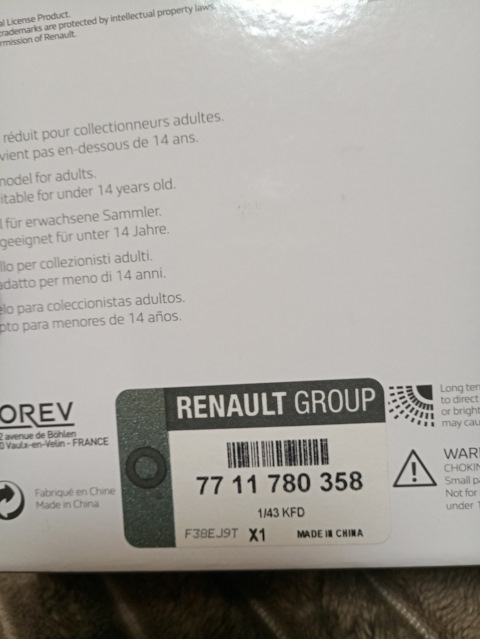 al License Product.
trademarks are protected by intellectual property laws.
rmission of Renault.
réduit pour collectionneurs adultes.
vient pas en-dessous de 14 ans.
model for adults.
itable for under 14 years old.
l für erwachsene Sammler.
geeignet für unter 14 Jahre.
llo per collezionisti adulti.
adatto per meno di 14 anni.
elo para coleccionistas adultos.
pto para menores de 14 años.
OREV
2 avenue de Böhlen
0 Vaulx-en-Velin - FRANCE
Fabriqué en Chine
Made in China
RENAULT GROUP
77 11 780 358
1/43 KFD
F38EJ9T X1 MADE IN CHINA
Long ter
to direct
or bright
may cau
WAR
CHOKIN
Small pa
Not for
under 1